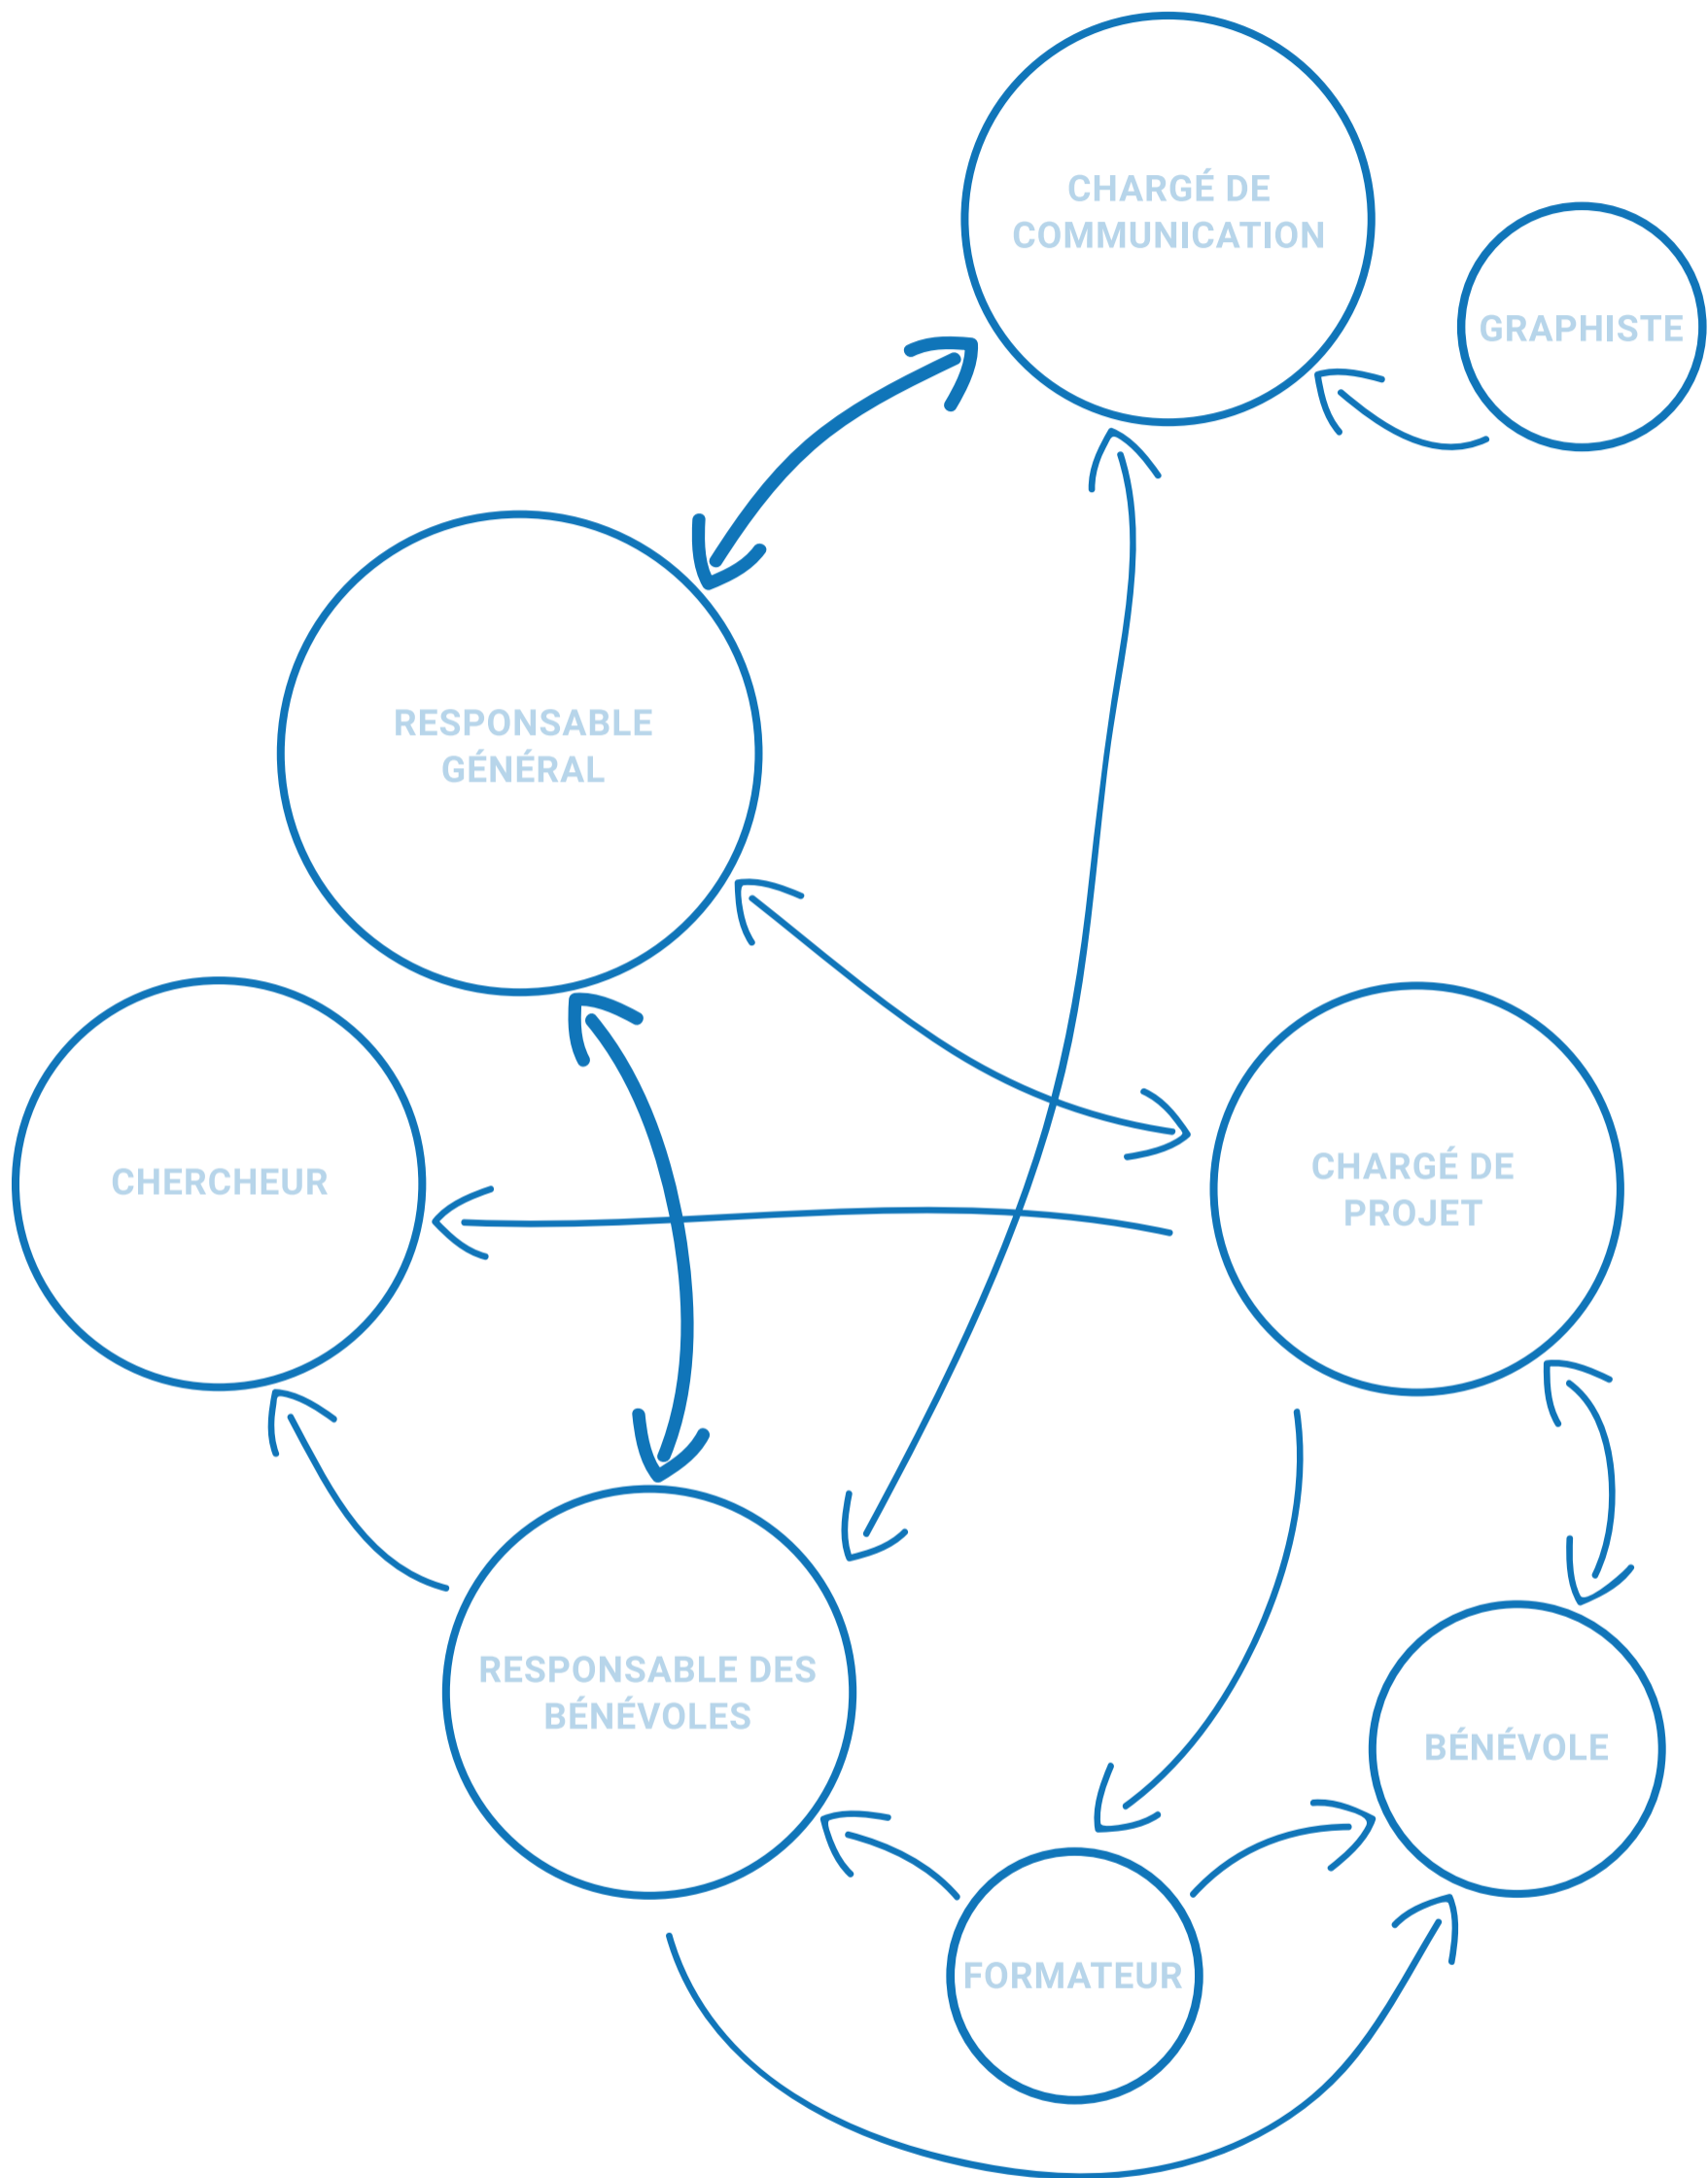 CHARGÉ DE
COMMUNICATION
GRAPHISTE
RESPONSABLE
GÉNÉRAL
CHERCHEUR
CHARGÉ DE
PROJET
RESPONSABLE DES
BÉNÉVOLES
BÉNÉVOLE
FORMATEUR